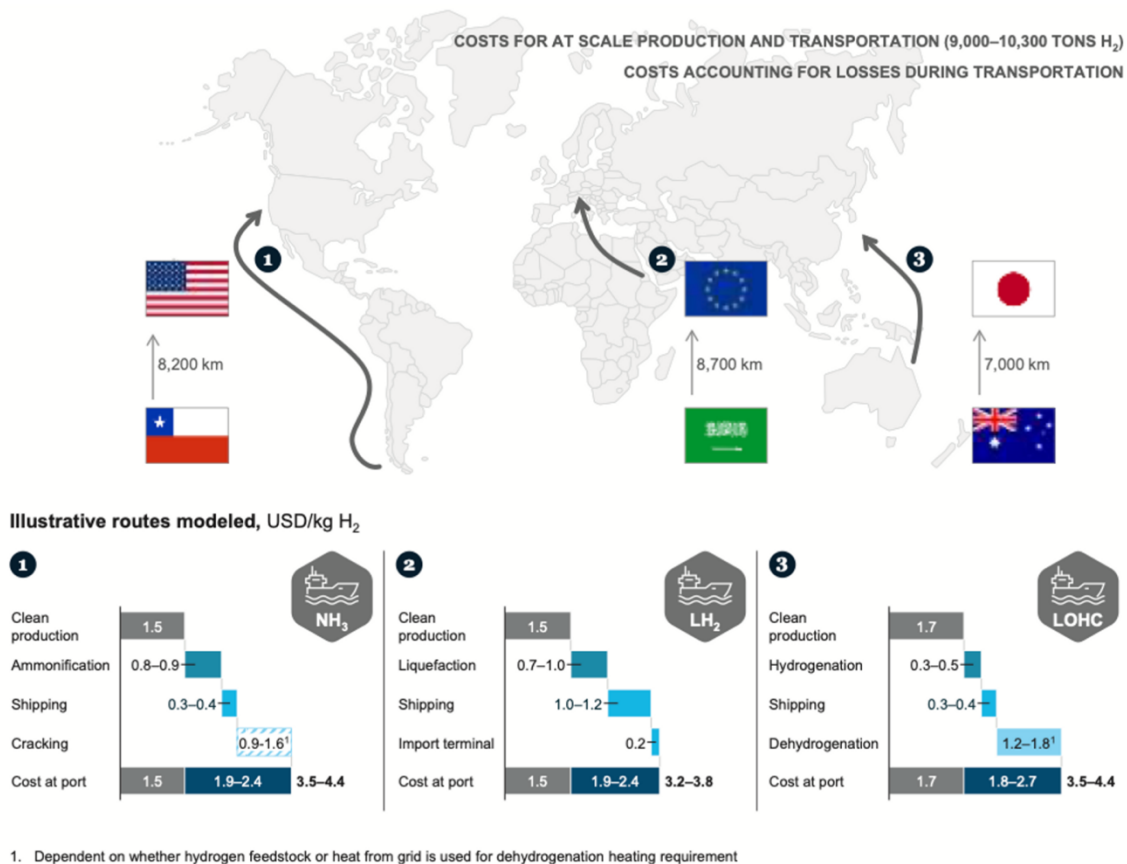 COSTS FOR AT SCALE PRODUCTION AND TRANSPORTATION (9,000–10,300 TONS H₂)
COSTS ACCOUNTING FOR LOSSES DURING TRANSPORTATION
1
2
3
8,200 km
8,700 km
7,000 km
Illustrative routes modeled, USD/kg H₂
1
NH₃
Clean
production
1.5
Ammonification
0.8–0.9
Shipping
0.3–0.4
Cracking
0.9-1.6¹
Cost at port
1.5
1.9–2.4
3.5–4.4
2
LH₂
Clean
production
1.5
Liquefaction
0.7–1.0
Shipping
1.0–1.2
Import terminal
0.2
Cost at port
1.5
1.9–2.4
3.2–3.8
3
LOHC
Clean
production
1.7
Hydrogenation
0.3–0.5
Shipping
0.3–0.4
Dehydrogenation
1.2–1.8¹
Cost at port
1.7
1.8–2.7
3.5–4.4
1. Dependent on whether hydrogen feedstock or heat from grid is used for dehydrogenation heating requirement